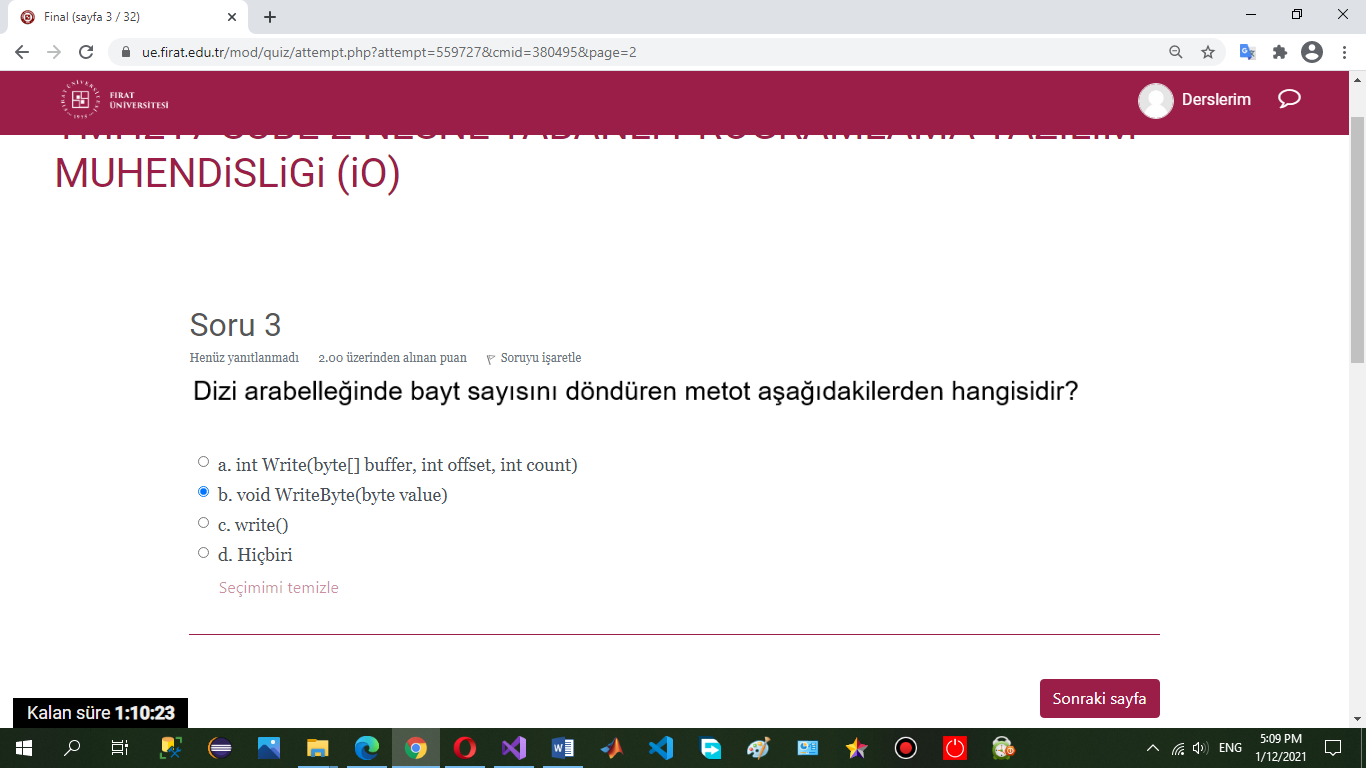 Final (sayfa 3 / 32)
ue.firat.edu.tr/mod/quiz/attempt.php?attempt=559727&cmid=380495&page=2
FIRAT
ÜNİVERSİTESİ
Derslerim
MUHENDiSLiGi (iO)
Soru 3
Henüz yanıtlanmadı 2.00 üzerinden alınan puan Soruyu işaretle
Dizi arabelleğinde bayt sayısını döndüren metot aşağıdakilerden hangisidir?
a. int Write(byte[] buffer, int offset, int count)
b. void WriteByte(byte value)
c. write()
d. Hiçbiri
Seçimimi temizle
Sonraki sayfa
Kalan süre 1:10:23
ENG
5:09 PM
1/12/2021